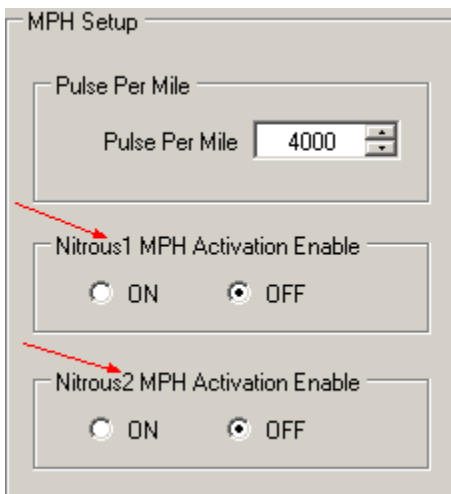 MPH Setup
Pulse Per Mile
Pulse Per Mile 4000
Nitrous1 MPH Activation Enable
ON OFF
Nitrous2 MPH Activation Enable
ON OFF